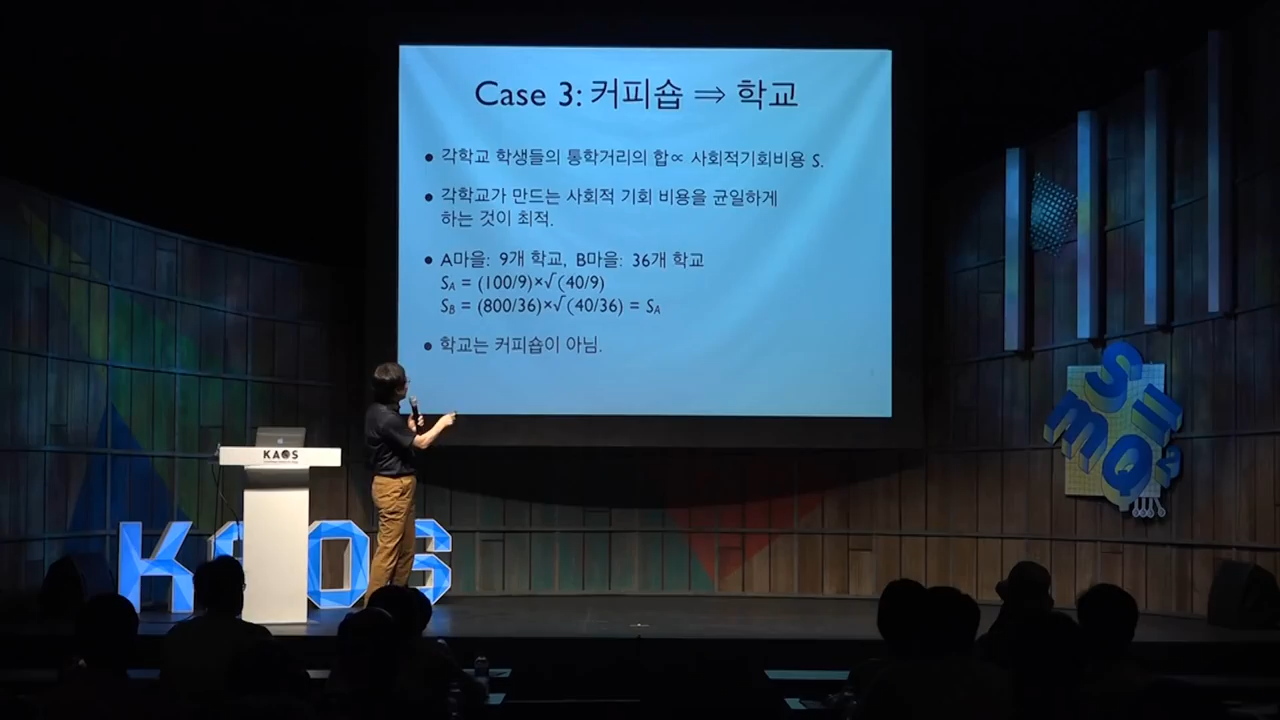 Case 3: 커피숍 ⇒ 학교
• 각학교 학생들의 통학거리의 합∝ 사회적기회비용 S.
• 각학교가 만드는 사회적 기회 비용을 균일하게
하는 것이 최적.
• A마을: 9개 학교, B마을: 36개 학교
S_A = (100/9)×√(40/9)
S_B = (800/36)×√(40/36) = S_A
• 학교는 커피숍이 아님.
KAOS
KAOS